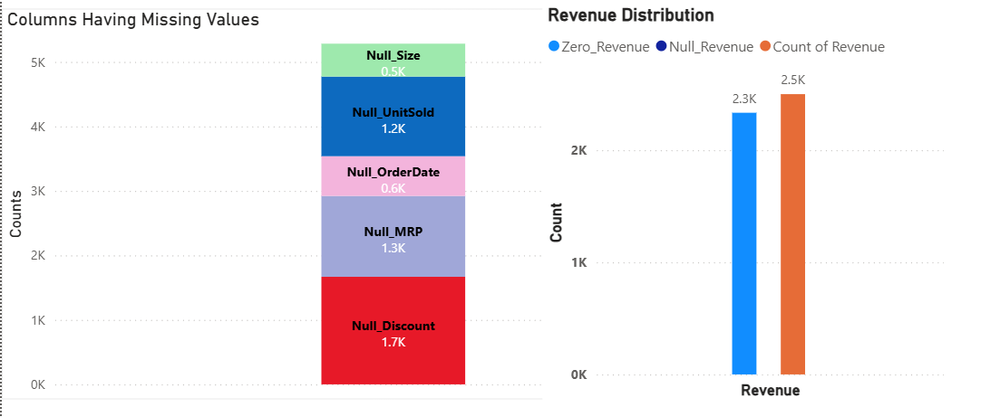 Columns Having Missing Values
5K
4K
3K
2K
1K
0K
Counts
Null_Size
0.5K
Null_UnitSold
1.2K
Null_OrderDate
0.6K
Null_MRP
1.3K
Null_Discount
1.7K
Revenue Distribution
Zero_Revenue Null_Revenue Count of Revenue
2K
1K
0K
Count
2.3K
2.5K
Revenue